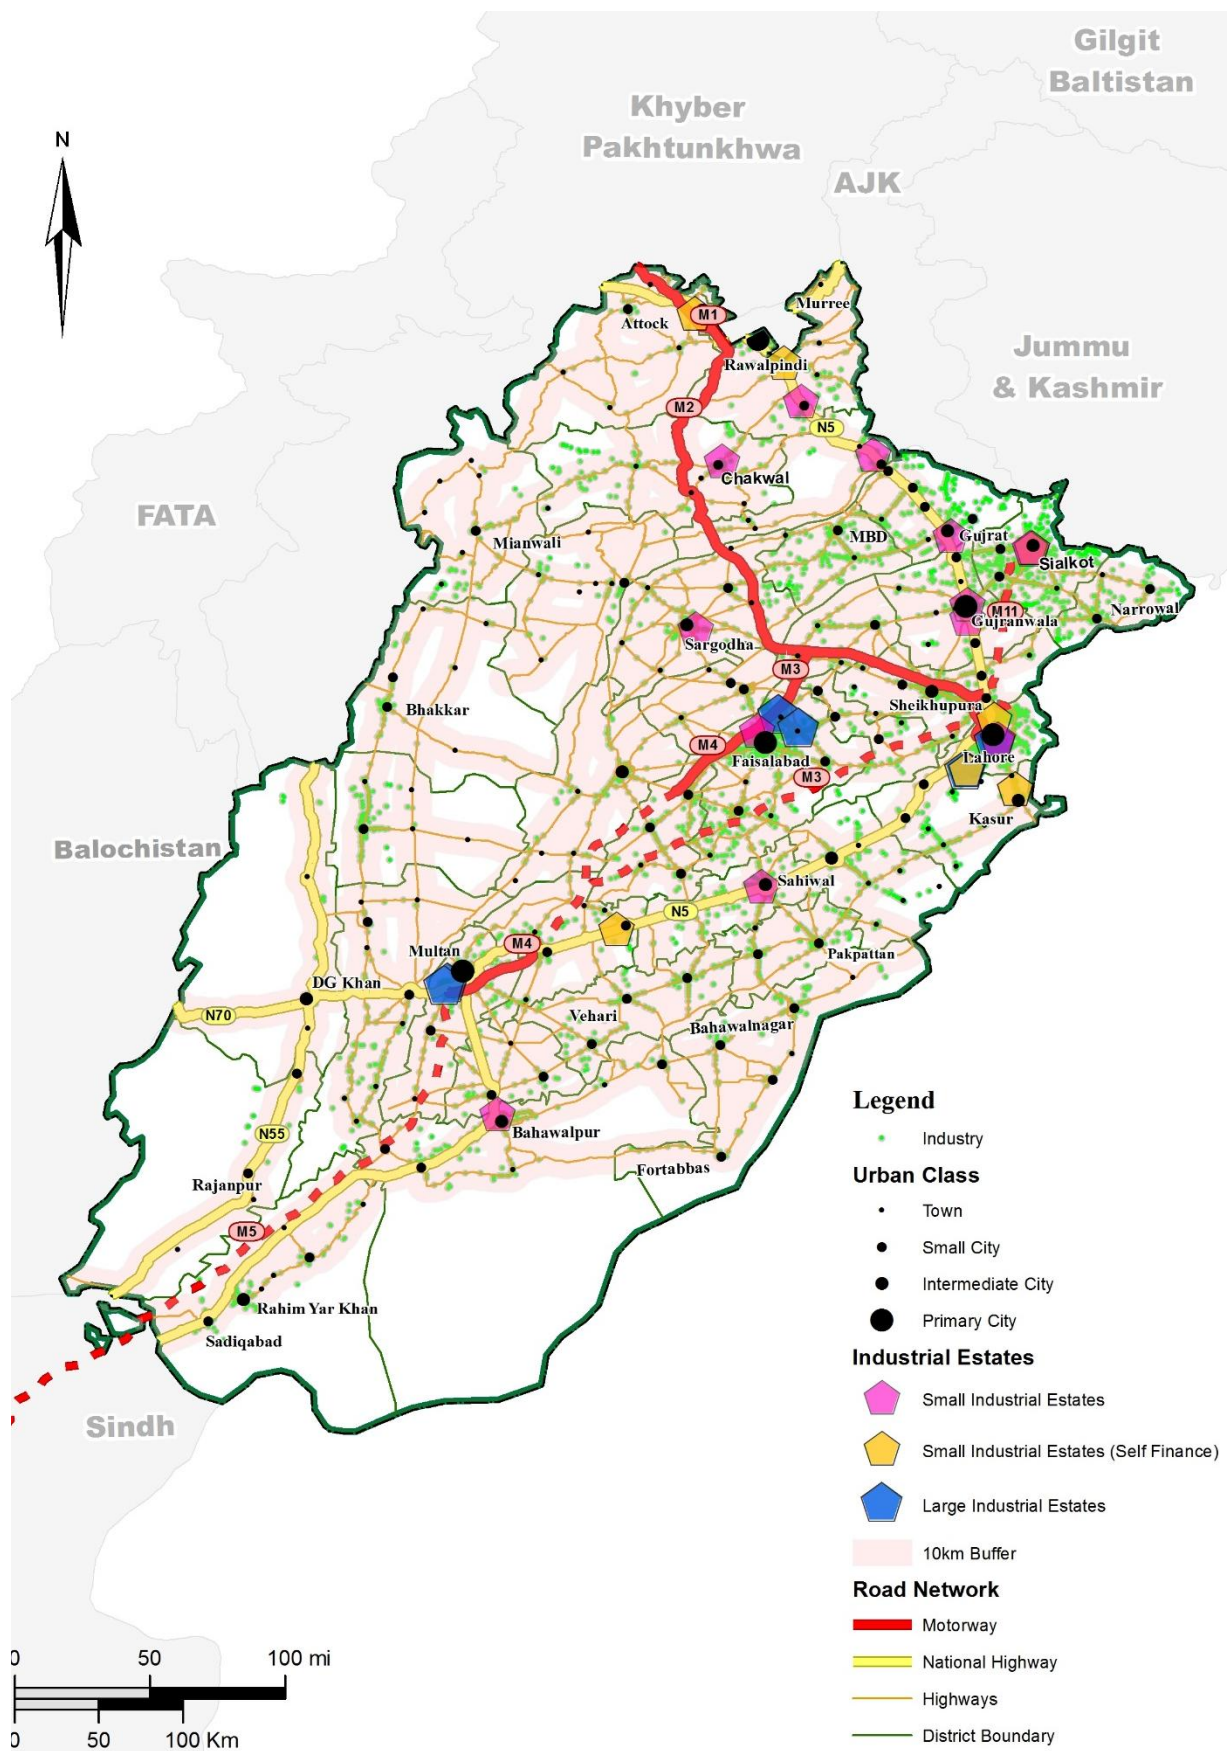 Gilgit
Baltistan
Khyber
Pakhtunkhwa
N
AJK
Murree
M1
Attock
Rawalpindi
Jummu
& Kashmir
M2
N5
Chakwal
FATA
Mianwali
MBD
Gujrat
Sialkot
M11
Narrowal
Gujranwala
Sargodha
M3
Sheikhupura
Bhakkar
M4
Faisalabad
Lahore
M3
Kasur
Balochistan
Sahiwal
N5
M4
Multan
Pakpattan
DG Khan
N70
Vehari
Bahawalnagar
N55
Bahawalpur
Fortabbas
Rajanpur
M5
Rahim Yar Khan
Sadiqabad
Sindh
Legend
Industry
Urban Class
Town
Small City
Intermediate City
Primary City
Industrial Estates
Small Industrial Estates
Small Industrial Estates (Self Finance)
Large Industrial Estates
10km Buffer
Road Network
Motorway
National Highway
Highways
District Boundary
0 50 100 mi
0 50 100 Km